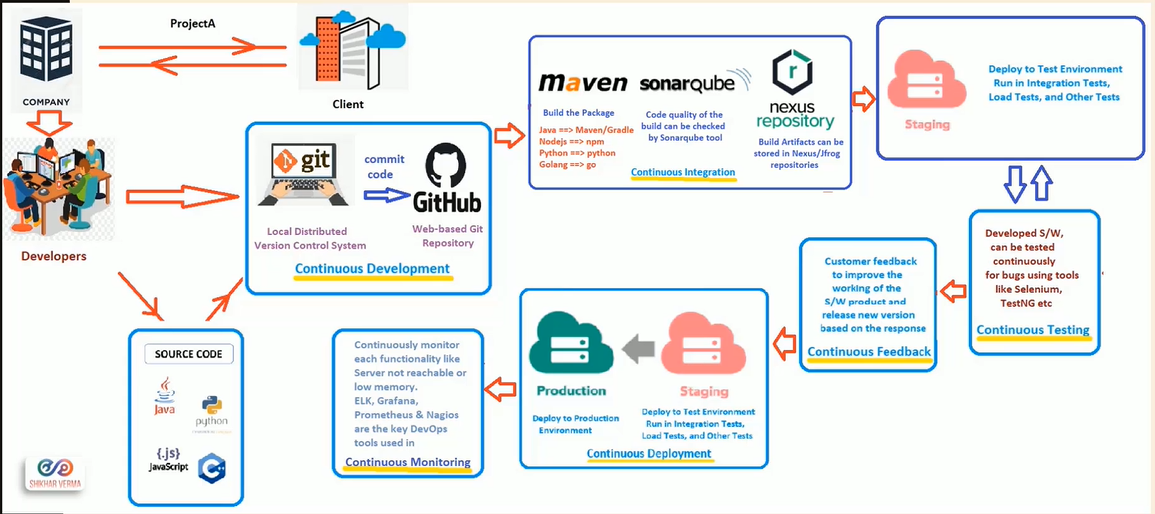 ProjectA
COMPANY
Client
Developers
git
commit
code
GitHub
Local Distributed
Version Control System
Web-based Git
Repository
Continuous Development
SOURCE CODE
Java
python
{.js}
JavaScript
C++
SHIKHAR VERMA
maven
Build the Package
Java ==> Maven/Gradle
Nodejs ==> npm
Python ==> python
Golang ==> go
sonarqube
Code quality of the
build can be checked
by Sonarqube tool
Continuous Integration
nexus
repository
Build Artifacts can be
stored in Nexus/Jfrog
repositories
Staging
Deploy to Test Environment
Run in Integration Tests,
Load Tests, and Other Tests
Developed S/W,
can be tested
continuously
for bugs using tools
like Selenium,
TestNG etc
Continuous Testing
Customer feedback
to improve the
working of the
S/W product and
release new version
based on the response
Continuous Feedback
Production
Deploy to Production
Environment
Staging
Deploy to Test Environment
Run in Integration Tests,
Load Tests, and Other Tests
Continuous Deployment
Continuously monitor
each functionality like
Server not reachable or
low memory.
ELK, Grafana,
Prometheus & Nagios
are the key DevOps
tools used in
Continuous Monitoring